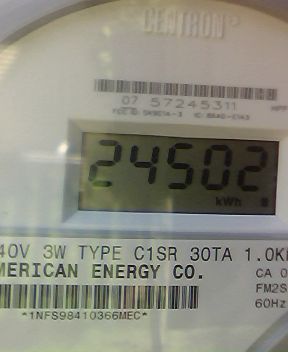 CENTRON
07 57245311
24502
kWh
40V 3W TYPE C1SR 30TA 1.0K
MERICAN ENERGY CO.
CA 0
FM2S
60Hz
*1NFS98410366MEC*